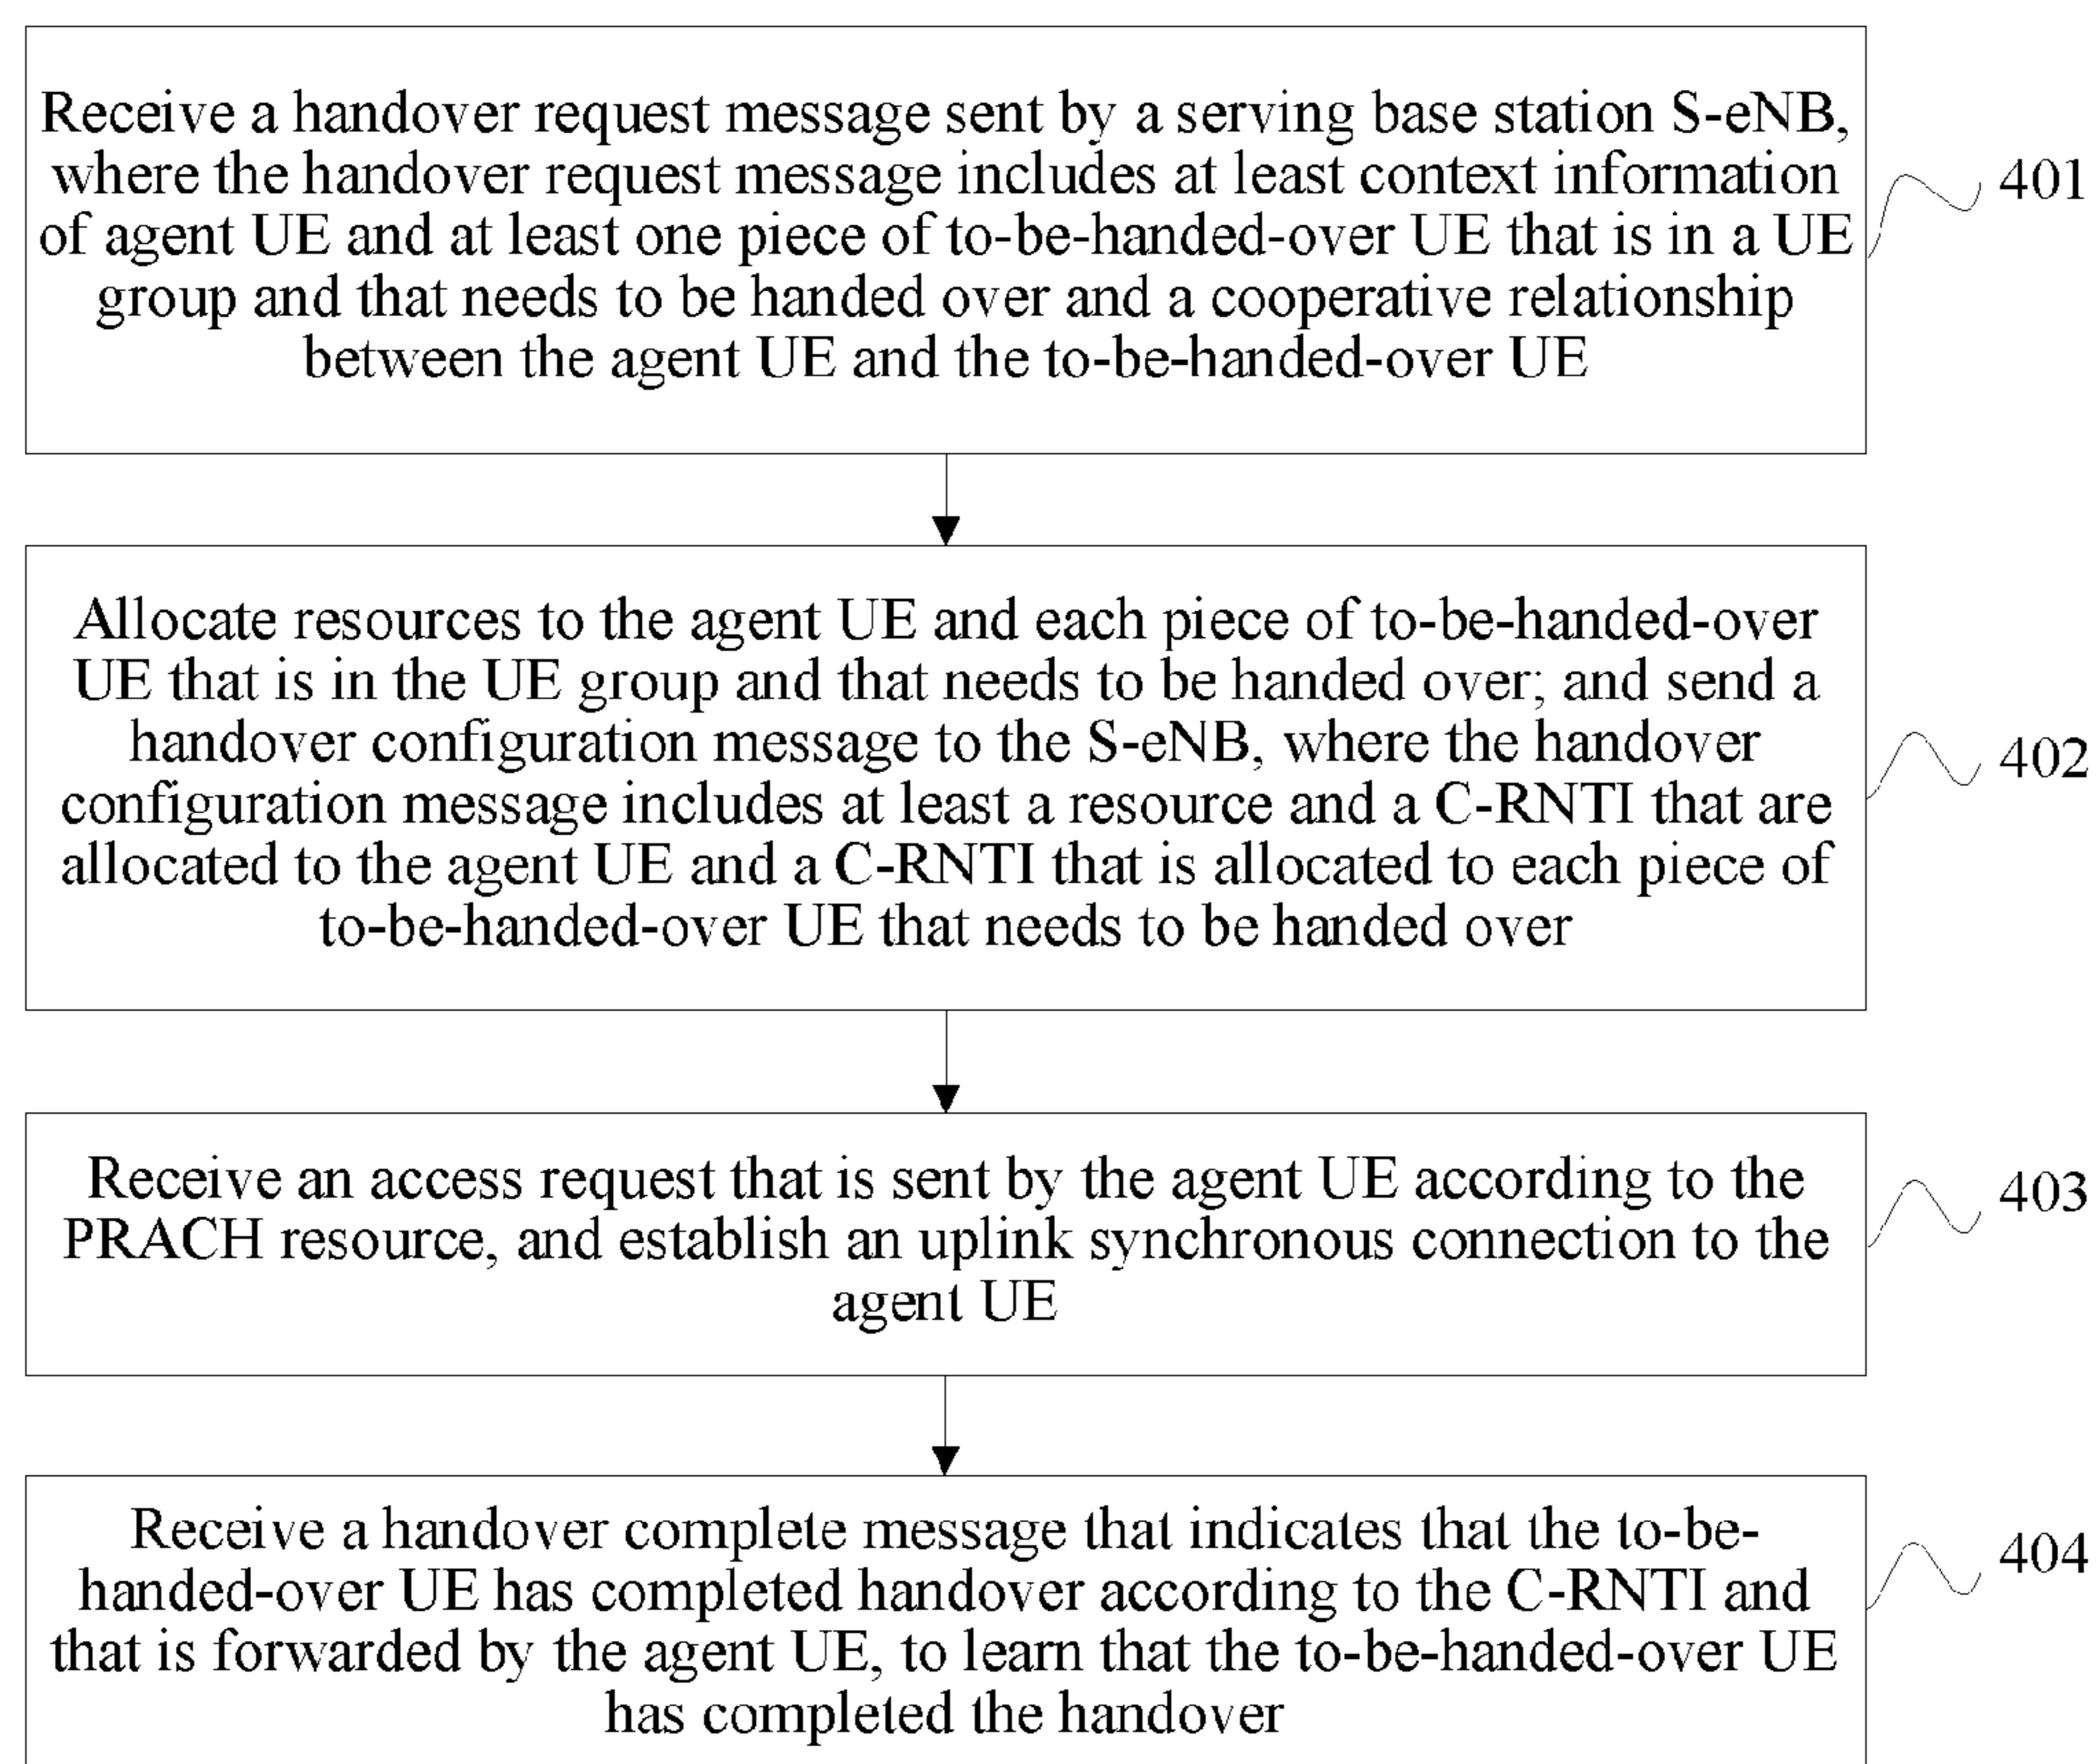 Receive a handover request message sent by a serving base station S-eNB,
where the handover request message includes at least context information
of agent UE and at least one piece of to-be-handed-over UE that is in a UE
group and that needs to be handed over and a cooperative relationship
between the agent UE and the to-be-handed-over UE
401
Allocate resources to the agent UE and each piece of to-be-handed-over
UE that is in the UE group and that needs to be handed over; and send a
handover configuration message to the S-eNB, where the handover
configuration message includes at least a resource and a C-RNTI that are
allocated to the agent UE and a C-RNTI that is allocated to each piece of
to-be-handed-over UE that needs to be handed over
402
Receive an access request that is sent by the agent UE according to the
PRACH resource, and establish an uplink synchronous connection to the
agent UE
403
Receive a handover complete message that indicates that the to-be-
handed-over UE has completed handover according to the C-RNTI and
that is forwarded by the agent UE, to learn that the to-be-handed-over UE
has completed the handover
404